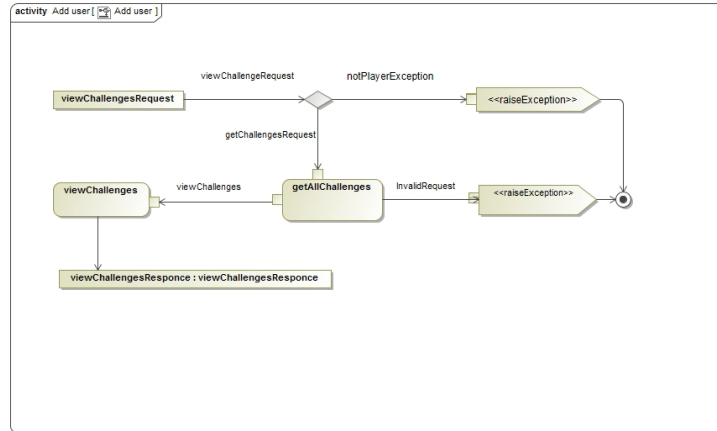 activity Add user [ Add user ]
viewChallengeRequest
notPlayerException
viewChallengesRequest
<<raiseException>>
getChallengesRequest
viewChallenges
viewChallenges
getAllChallenges
InvalidRequest
<<raiseException>>
viewChallengesResponce : viewChallengesResponce